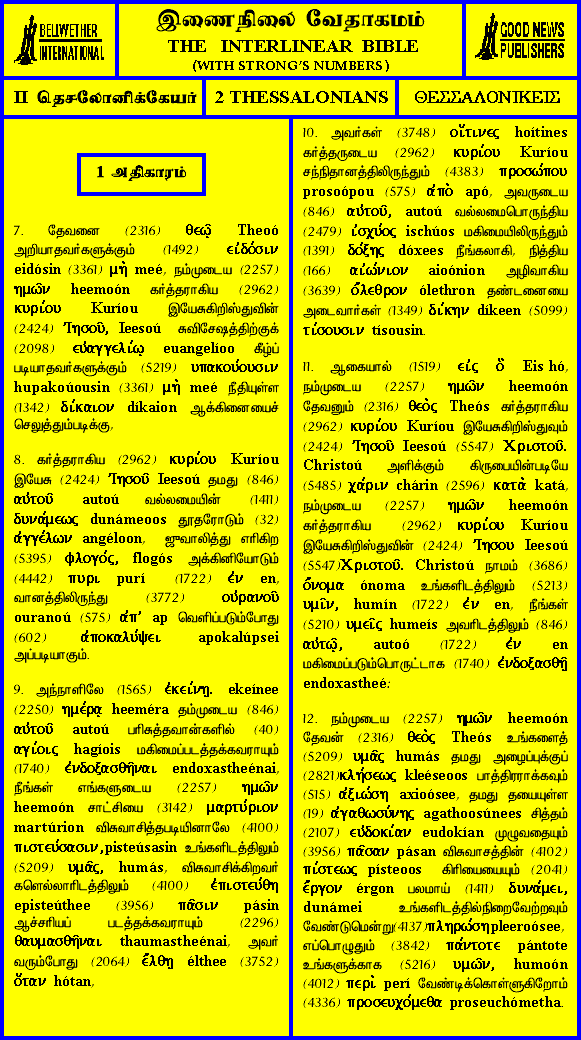 BELLWETHER
INTERNATIONAL
இணைநிலை வேதாகமம்
THE INTERLINEAR BIBLE
(WITH STRONG'S NUMBERS)
GOOD NEWS
PUBLISHERS
II தெசலோனிக்கேயர்
2 THESSALONIANS
ΘΕΣΣΑΛΟΝΙΚΕΙΣ
1 அதிகாரம்
7. தேவனை (2316) θεῷ Theoó
அறியாதவர்களுக்கும் (1492) εἰδόσιν
eidósin (3361) μὴ meé, நம்முடைய (2257)
ημῶν heemoón கர்த்தராகிய (2962)
κυρίου Kuríou இயேசுகிறிஸ்துவின்
(2424) Ἰησοῦ, Ieesoú சுவிசேஷத்திற்குக்
(2098) εὐαγγελίῳ euangelíoo கீழ்ப்
படியாதவர்களுக்கும் (5219) υπακούουσιν
hupakoúousin (3361) μὴ meé நீதியுள்ள
(1342) δίκαιον díkaion ஆக்கினையைச்
செலுத்தும்படிக்கு,
8. கர்த்தராகிய (2962) κυρίου Kuríou
இயேசு (2424) Ἰησοῦ Ieesoú தமது (846)
αὐτοῦ autoú வல்லமையின் (1411)
δυνάμεως dunámeoos தூதரோடும் (32)
ἀγγέλων angéloon, ஜுவாலித்து எரிகிற
(5395) φλογός, flogós அக்கினியோடும்
(4442) πυρι purí (1722) ἐν en,
வானத்திலிருந்து (3772) οὐρανοῦ
ouranoú (575) ἀπ' ap வெளிப்படும்போது
(602) ἀποκαλύψει apokalúpsei
அப்படியாகும்.
9. அந்நாளிலே (1565) ἐκείνῃ. ekeínee
(2250) ημέρᾳ heeméra தம்முடைய (846)
αὐτοῦ autoú பரிசுத்தவான்களில் (40)
αγίοις hagíois மகிமைப்படத்தக்கவராயும்
(1740) ἐνδοξασθῆναι endoxastheénai,
நீங்கள் எங்களுடைய (2257) ημῶν
heemoón சாட்சியை (3142) μαρτύριον
martúrion விசுவாசித்தபடியினாலே (4100)
πιστεύσασιν, pisteúsasin உங்களிடத்திலும்
(5209) υμᾶς, humás, விசுவாசிக்கிறவர்
களெல்லாரிடத்திலும் (4100) ἐπιστεύθη
episteúthee (3956) πᾶσιν pásin
ஆச்சரியப் படத்தக்கவராயும் (2296)
θαυμασθῆναι thaumastheénai, அவர்
வரும்போது (2064) ἔλθῃ élthee (3752)
ὅταν hótan,
10. அவர்கள் (3748) οἵτινες hoítines
கர்த்தருடைய (2962) κυρίου Kuríou
சந்நிதானத்திலிருந்தும் (4383) προσώπου
prosoópou (575) ἀπὸ apó, அவருடைய
(846) αὐτοῦ, autoú வல்லமைபொருந்திய
(2479) ἰσχύος ischúos மகிமையிலிருந்தும்
(1391) δόξης dóxees நீங்கலாகி, நித்திய
(166) αἰώνιον aioónion அழிவாகிய
(3639) ὄλεθρον ólethron தண்டனையை
அடைவார்கள் (1349) δίκην díkeen (5099)
τίσουσιν tísousin.
11. ஆகையால் (1519) εἰς ὃ Eis hó,
நம்முடைய (2257) ημῶν heemoón
தேவனும் (2316) θεὸς Theós கர்த்தராகிய
(2962) κυρίου Kuríou இயேசுகிறிஸ்துவும்
(2424) Ἰησοῦ Ieesoú (5547) Χριστοῦ.
Christoú அளிக்கும் கிருபையின்படியே
(5485) χάριν chárin (2596) κατὰ katá,
நம்முடைய (2257) ημῶν heemoón
கர்த்தராகிய (2962) κυρίου Kuríou
இயேசுகிறிஸ்துவின் (2424) Ἰησου Ieesoú
(5547)Χριστοῦ. Christoú நாமம் (3686)
ὄνομα ónoma உங்களிடத்திலும் (5213)
υμῖν, humín (1722) ἐν en, நீங்கள்
(5210) υμεῖς humeís அவரிடத்திலும் (846)
αὐτῷ, autoó (1722) ἐν en
மகிமைப்படும்பொருட்டாக (1740) ἐνδοξασθῇ
endoxastheé;
12. நம்முடைய (2257) ημῶν heemoón
தேவன் (2316) θεὸς Theós உங்களைத்
(5209) υμᾶς humás தமது அழைப்புக்குப்
(2821)κλήσεως kleéseoos பாத்திரராக்கவும்
(515) ἀξιώσῃ axioósee, தமது தயையுள்ள
(19) ἀγαθωσύνης agathoosúnees சித்தம்
(2107) εὐδοκίαν eudokían முழுவதையும்
(3956) πᾶσαν pásan விசுவாசத்தின் (4102)
πίστεως písteoos கிரியையையும் (2041)
ἔργον érgon பலமாய் (1411) δυνάμει,
dunámei உங்களிடத்தில்நிறைவேற்றவும்
வேண்டுமென்று(4137)πληρώσῃpleeroósee,
எப்பொழுதும் (3842) πάντοτε pántote
உங்களுக்காக (5216) υμῶν, humoón
(4012) περὶ perí வேண்டிக்கொள்ளுகிறோம்
(4336) προσευχόμεθα proseuchómetha.